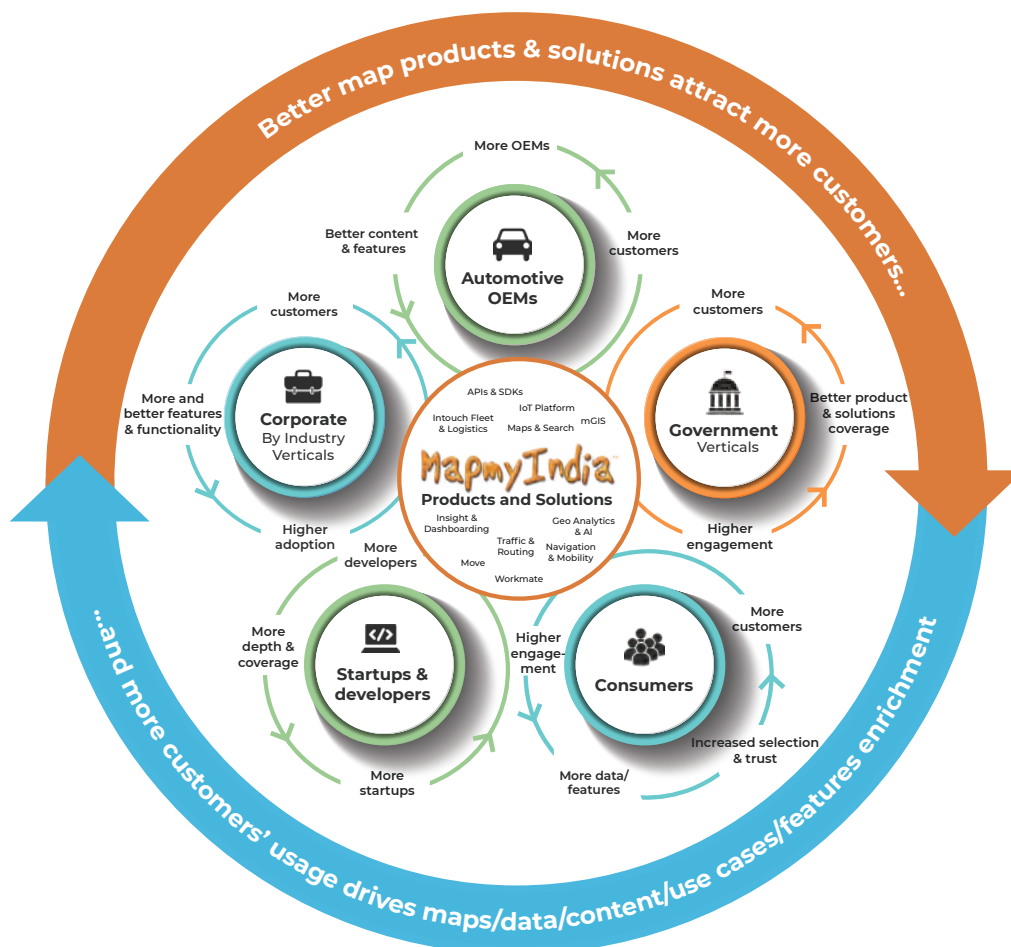 Better map products & solutions attract more customers...
More OEMs
Better content
& features
More
customers
Automotive
OEMs
More
customers
More and
better features
& functionality
Corporate
By Industry
Verticals
Higher
adoption
More
customers
Better product
& solutions
coverage
Government
Verticals
Higher
engagement
APIs & SDKs
IoT Platform
Intouch Fleet
& Logistics
Maps & Search
mGIS
MapmyIndia
Products and Solutions
Insight &
Dashboarding
Geo Analytics
& AI
Traffic &
Routing
Navigation
& Mobility
Move
Workmate
More
developers
More
depth &
coverage
Startups &
developers
More
startups
Higher
engage-
ment
More
customers
Consumers
Increased selection
& trust
More data/
features
...and more customers’ usage drives maps/data/content/use cases/features enrichment